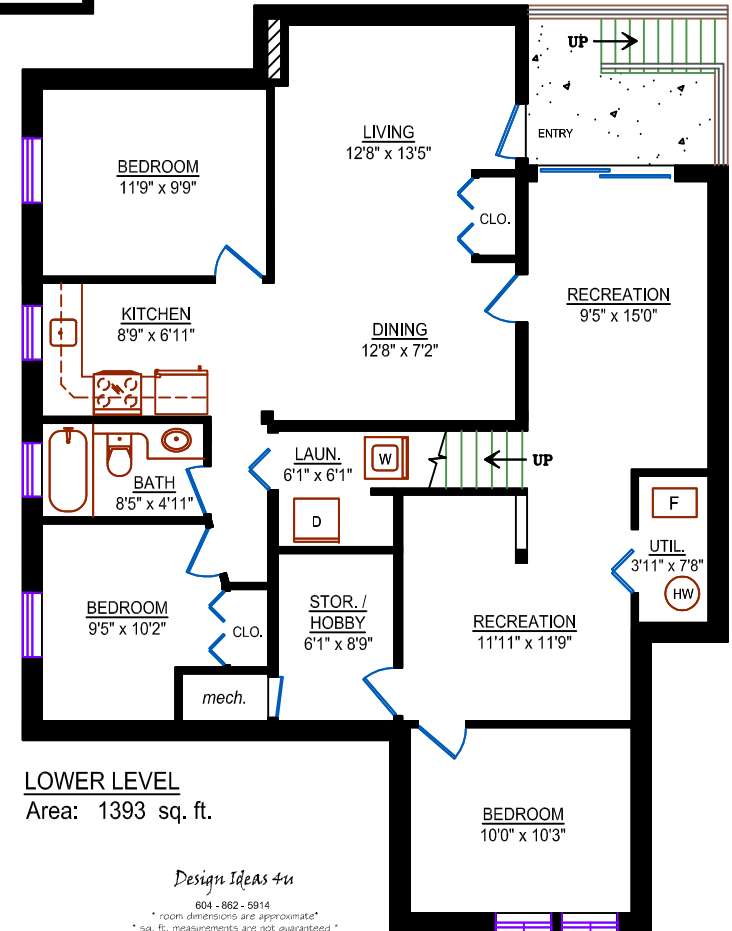 UP
LIVING
12'8" x 13'5"
ENTRY
BEDROOM
11'9" x 9'9"
CLO.
RECREATION
9'5" x 15'0"
KITCHEN
8'9" x 6'11"
DINING
12'8" x 7'2"
LAUN.
6'1" x 6'1"
W
UP
BATH
8'5" x 4'11"
D
F
UTIL.
3'11" x 7'8"
HW
BEDROOM
9'5" x 10'2"
CLO.
STOR. /
HOBBY
6'1" x 8'9"
RECREATION
11'11" x 11'9"
mech.
LOWER LEVEL
Area: 1393 sq. ft.
BEDROOM
10'0" x 10'3"
Design Ideas 4u
604 - 862 - 5914
* room dimensions are approximate*
* sq. ft. measurements are not guaranteed *